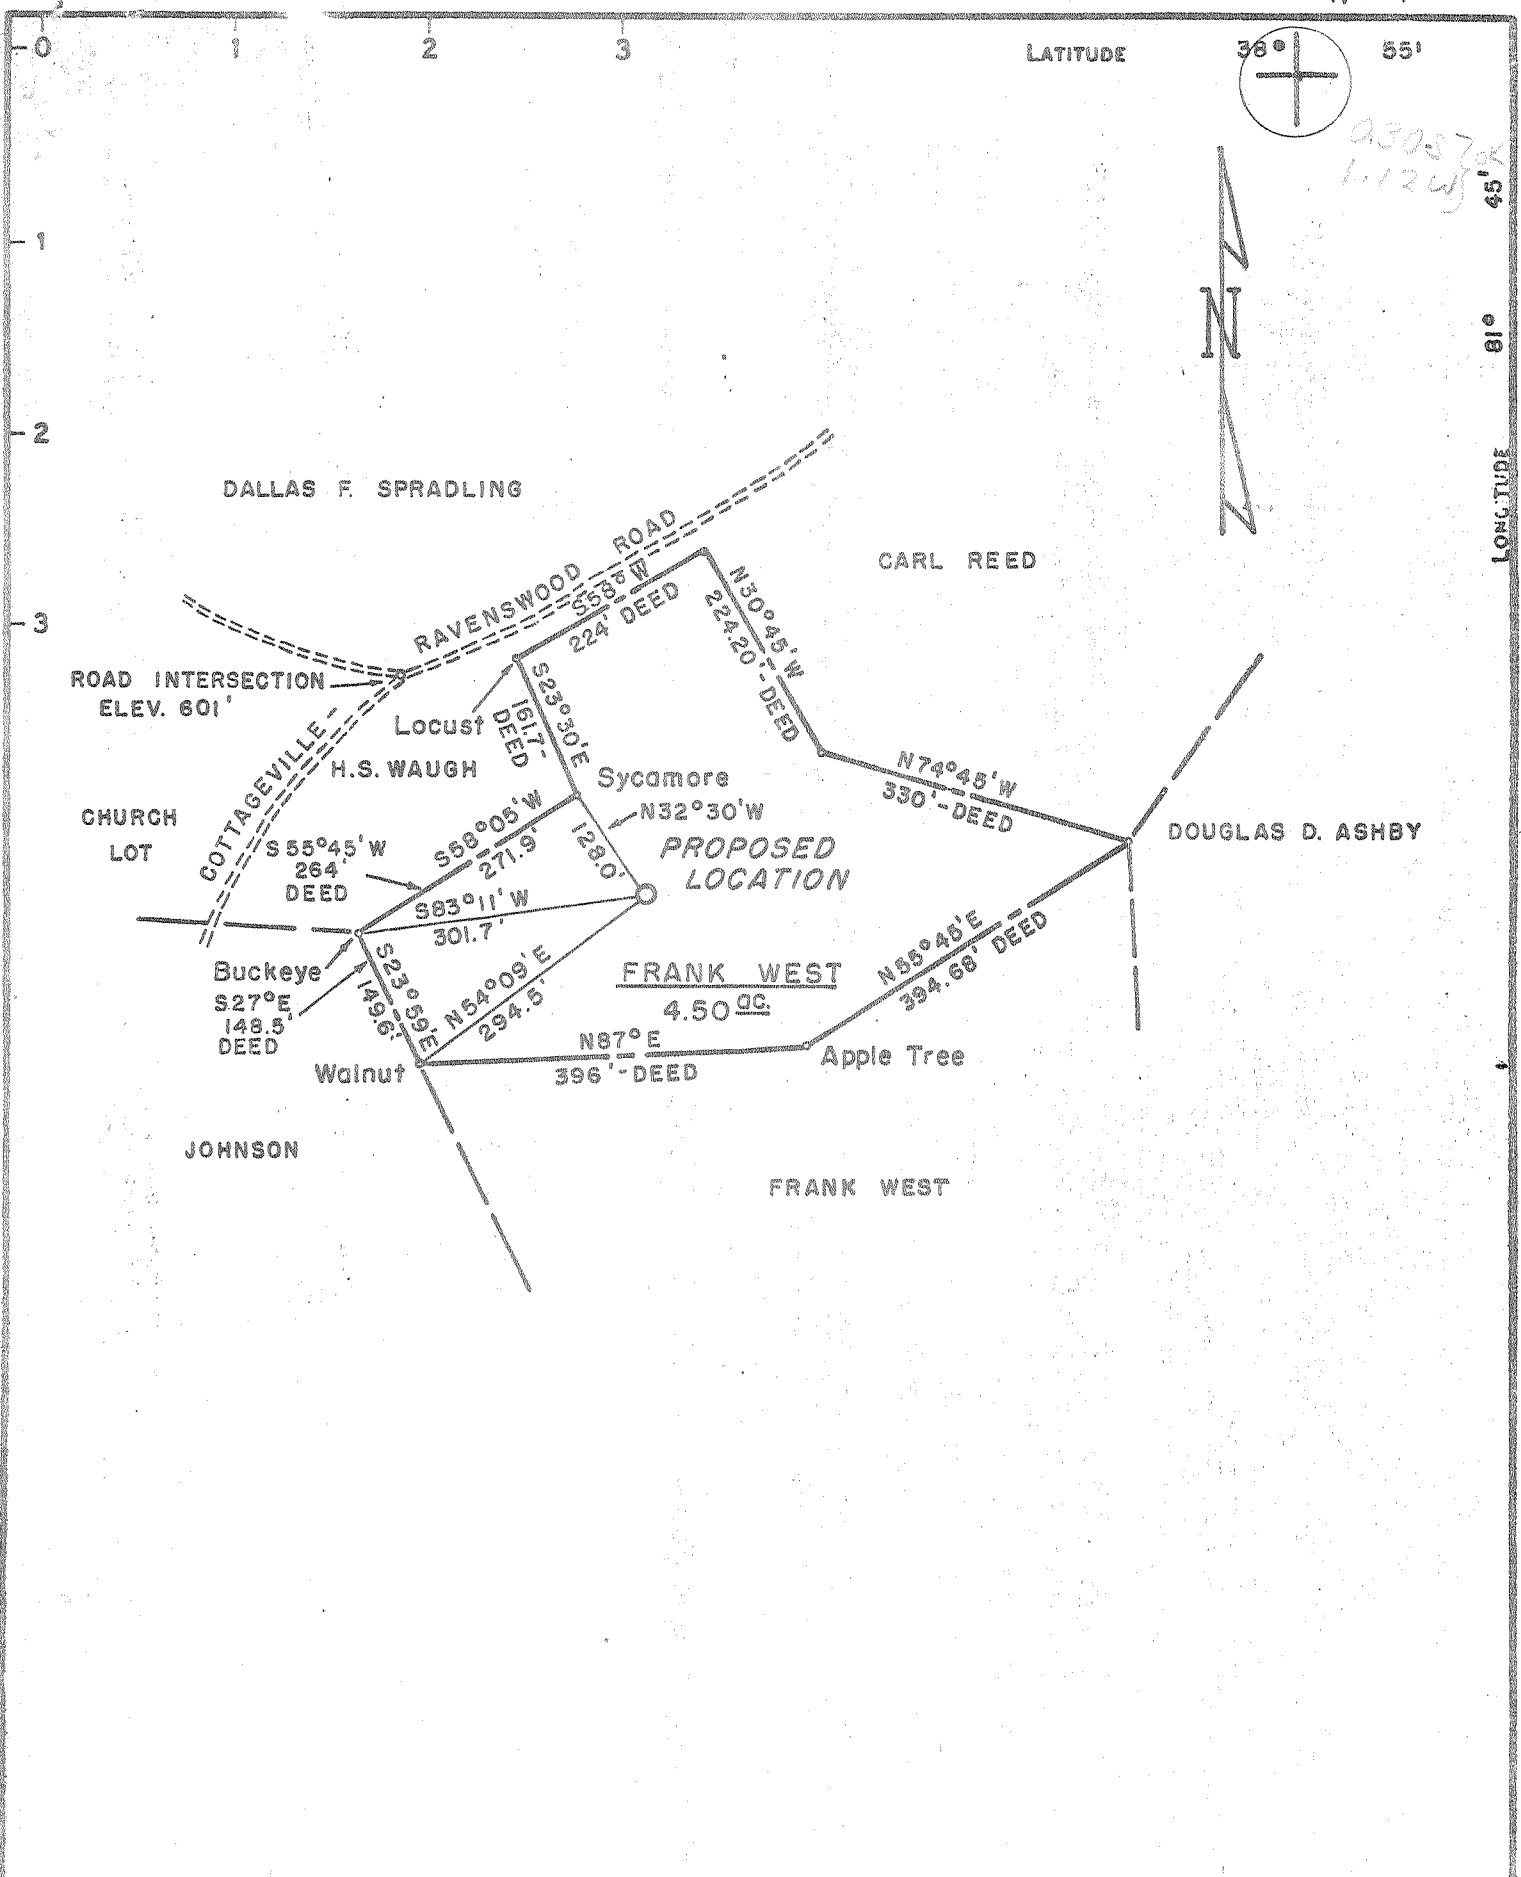 0 1 2 3 LATITUDE 38° 55'
45'
1
81°
2
LONGITUDE
DALLAS F. SPRADLING
RAVENSWOOD ROAD
CARL REED
S58°W
224' DEED
N30°45'W
224.20'-DEED
3
ROAD INTERSECTION
ELEV. 601'
Locust
S23°30'E
161.7'-
DEED
H.S. WAUGH
COTTAGEVILLE -
Sycamore
N32°30'W
128.0'
N74°45'W
330'-DEED
CHURCH
LOT
DOUGLAS D. ASHBY
PROPOSED
LOCATION
S58°05'W
271.9'
S55°45'W
264'
DEED
S83°11'W
301.7'
Buckeye
S27°E
148.5'
DEED
S23°59'E
149.6'
N54°09'E
294.5'
FRANK WEST
4.50 ac.
N55°45'E
394.68' DEED
N87°E
396'-DEED
Walnut
Apple Tree
JOHNSON
FRANK WEST
N